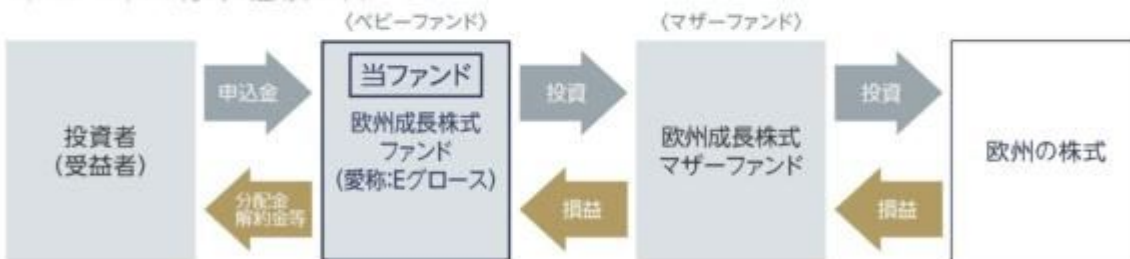 〈ベビーファンド〉
〈マザーファンド〉
投資者
(受益者)
申込金
分配金
解約金等
当ファンド
欧州成長株式
ファンド
(愛称:Eグロース)
投資
損益
欧州成長株式
マザーファンド
投資
損益
欧州の株式